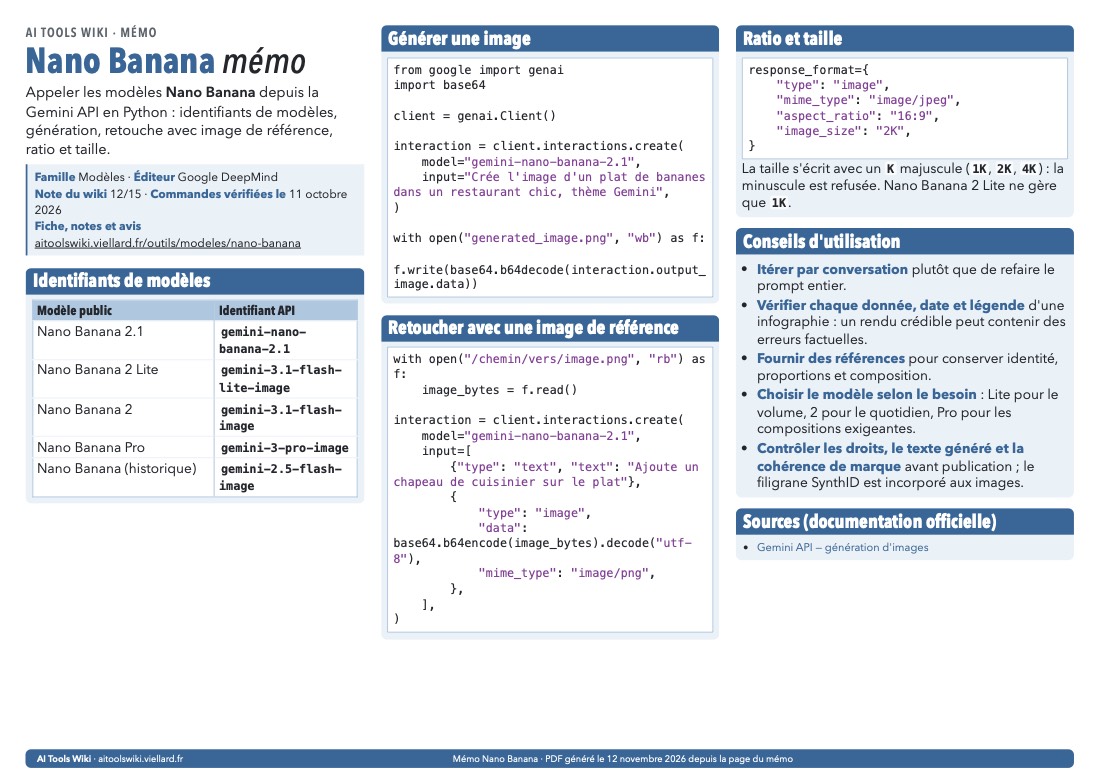 AI TOOLS WIKI · MÉMO
Nano Banana mémo
Appeler les modèles Nano Banana depuis la
Gemini API en Python : identifiants de modèles,
génération, retouche avec image de référence,
ratio et taille.
Famille Modèles · Éditeur Google DeepMind
Note du wiki 12/15 · Commandes vérifiées le 11 octobre
2026
Fiche, notes et avis
aitoolswiki.viellard.fr/outils/modeles/nano-banana
Identifiants de modèles
Modèle public Identifiant API
Nano Banana 2.1 gemini-nano-
banana-2.1
Nano Banana 2 Lite gemini-3.1-flash-
lite-image
Nano Banana 2 gemini-3.1-flash-
image
Nano Banana Pro gemini-3-pro-image
Nano Banana (historique) gemini-2.5-flash-
image
Générer une image
from google import genai
import base64
client = genai.Client()
interaction = client.interactions.create(
    model="gemini-nano-banana-2.1",
    input="Crée l'image d'un plat de bananes
dans un restaurant chic, thème Gemini",
)
with open("generated_image.png", "wb") as f:
f.write(base64.b64decode(interaction.output_
image.data))
Retoucher avec une image de référence
with open("/chemin/vers/image.png", "rb") as
f:
    image_bytes = f.read()
interaction = client.interactions.create(
    model="gemini-nano-banana-2.1",
    input=[
        {"type": "text", "text": "Ajoute un
chapeau de cuisinier sur le plat"},
        {
            "type": "image",
            "data":
base64.b64encode(image_bytes).decode("utf-
8"),
            "mime_type": "image/png",
        },
    ],
)
Ratio et taille
response_format={
    "type": "image",
    "mime_type": "image/jpeg",
    "aspect_ratio": "16:9",
    "image_size": "2K",
}
La taille s'écrit avec un K majuscule (1K, 2K, 4K) : la
minuscule est refusée. Nano Banana 2 Lite ne gère
que 1K.
Conseils d'utilisation
• Itérer par conversation plutôt que de refaire le
prompt entier.
• Vérifier chaque donnée, date et légende d'une
infographie : un rendu crédible peut contenir des
erreurs factuelles.
• Fournir des références pour conserver identité,
proportions et composition.
• Choisir le modèle selon le besoin : Lite pour le
volume, 2 pour le quotidien, Pro pour les
compositions exigeantes.
• Contrôler les droits, le texte généré et la
cohérence de marque avant publication ; le
filigrane SynthID est incorporé aux images.
Sources (documentation officielle)
• Gemini API – génération d'images
AI Tools Wiki · aitoolswiki.viellard.fr
Mémo Nano Banana · PDF généré le 12 novembre 2026 depuis la page du mémo